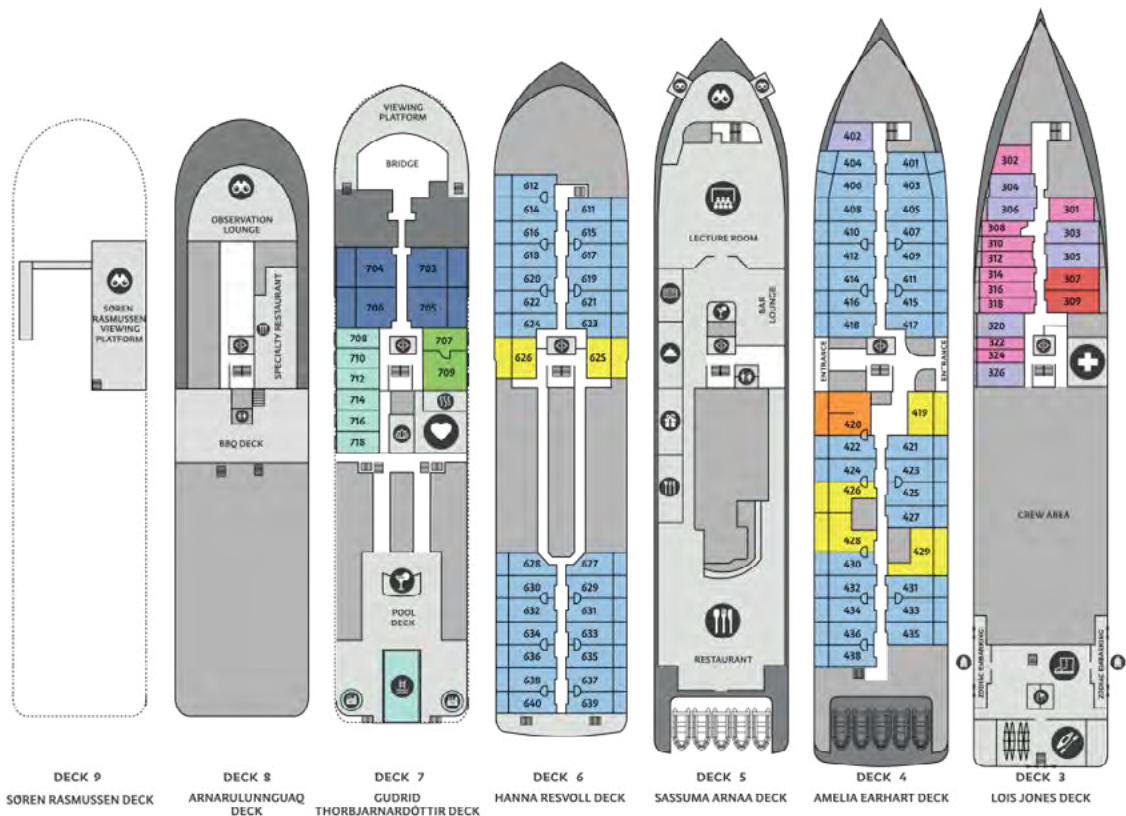 SØREN
RASMUSSEN
VIEWING
PLATFORM
DECK 9
SØREN RASMUSSEN DECK
OBSERVATION
LOUNGE
SPECIALTY RESTAURANT
BBQ DECK
DECK 8
ARNARULUNNGUAQ
DECK
VIEWING
PLATFORM
BRIDGE
704 703
706 705
708 707
710
709
712
714
716
718
POOL
DECK
DECK 7
GUDRID
THORBJARNARDÓTTIR DECK
612
614 611
616 615
618 617
620 619
622 621
624 623
626 625
628 627
630 629
632 631
634 633
636 635
638 637
640 639
DECK 6
HANNA RESVOLL DECK
LECTURE ROOM
BAR
LOUNGE
RESTAURANT
DECK 5
SASSUMA ARNAA DECK
402
404 401
406 403
408 405
410 407
412 409
414 411
416 415
418 417
ENTRANCE ENTRANCE
420 419
422 421
424 423
426 425
427
428
430 429
432 431
434 433
436 435
438
DECK 4
AMELIA EARHART DECK
302
304
306 301
308 303
310
312 305
314 307
316
318 309
320
322
324
326
CREW AREA
ZODIAC EMBARKING ZODIAC EMBARKING
DECK 3
LOIS JONES DECK